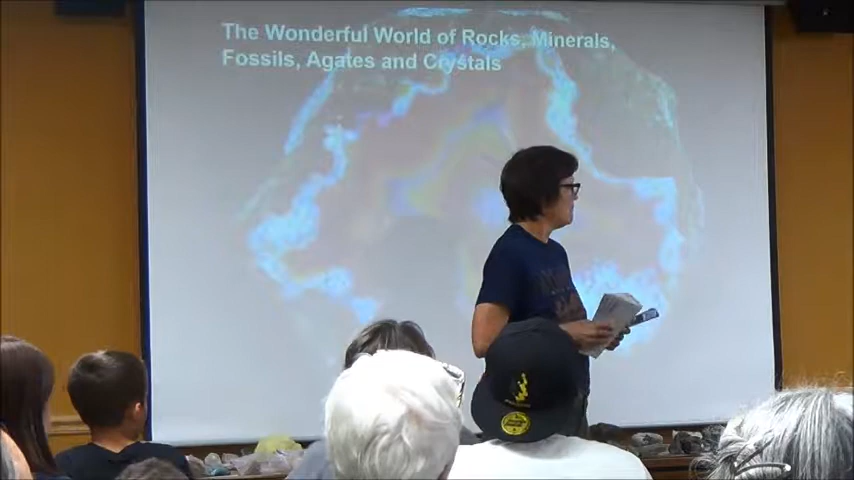 The Wonderful World of Rocks, Minerals,
Fossils, Agates and Crystals